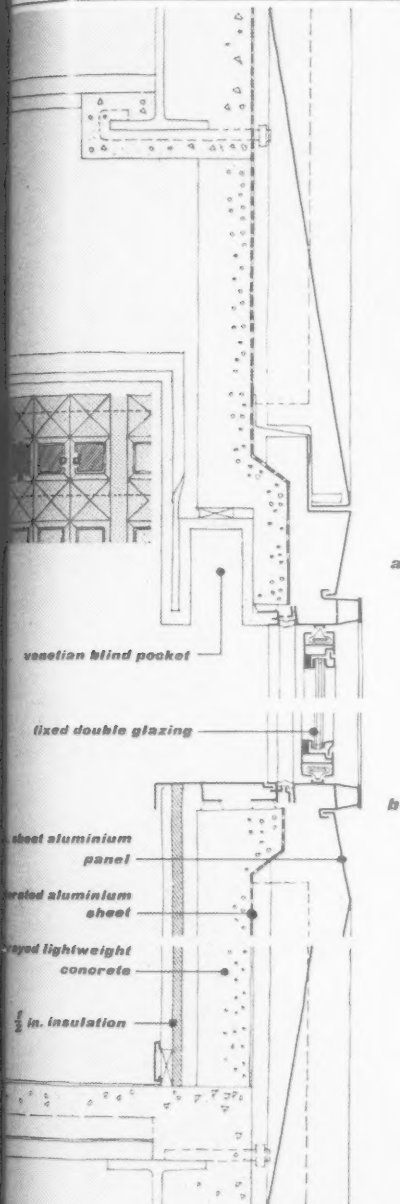 a
venetian blind pocket
fixed double glazing
b
sheet aluminium
panel
aluminium
sheet
lightweight
concrete
in. insulation